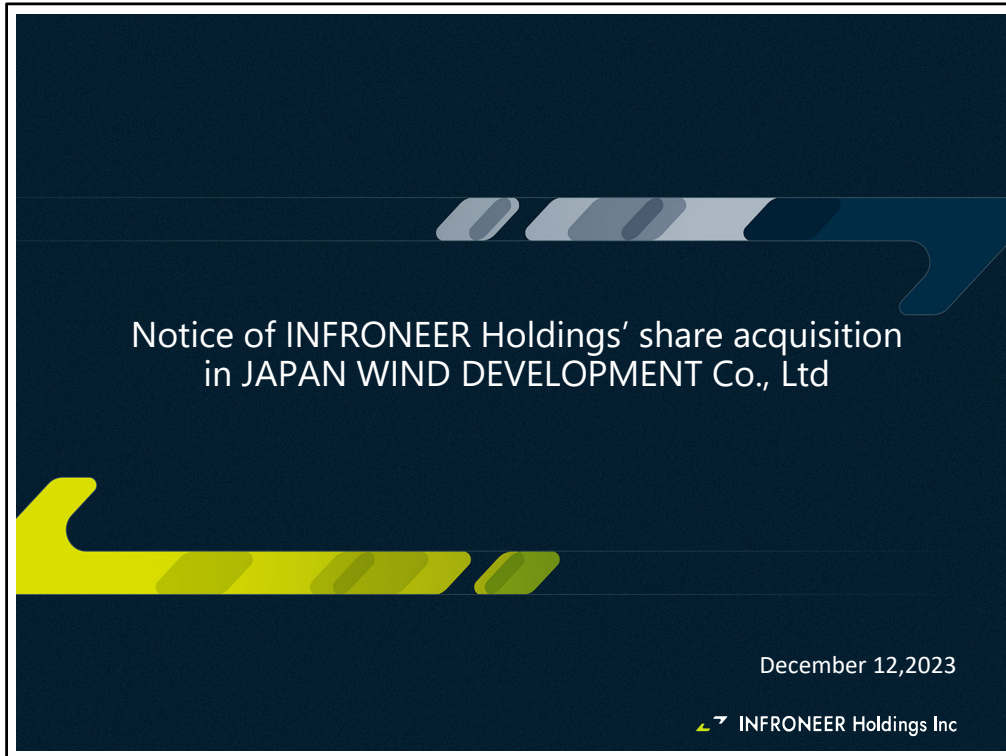 Notice of INFRONEER Holdings’ share acquisition
in JAPAN WIND DEVELOPMENT Co., Ltd
December 12,2023
INFRONEER Holdings Inc